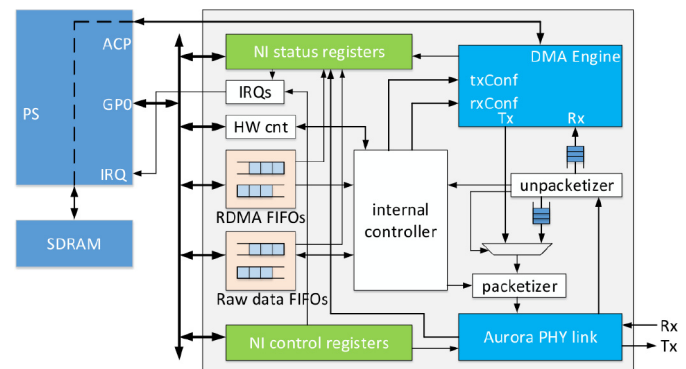 ACP
NI status registers
DMA Engine
txConf
IRQs
PS
GP0
rxConf
HW cnt
Tx
Rx
IRQ
unpacketizer
RDMA FIFOs
internal
controller
SDRAM
Raw data FIFOs
packetizer
Rx
NI control registers
Aurora PHY link
Tx